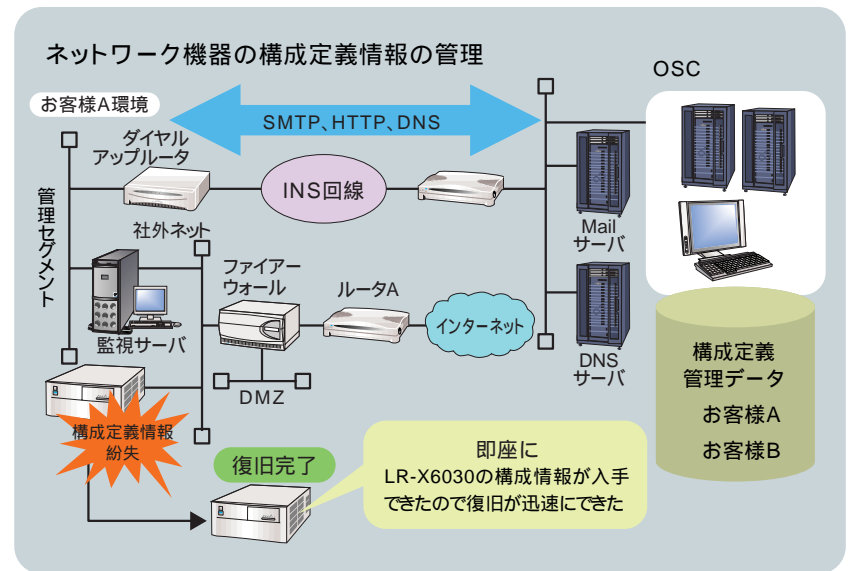 ネットワーク機器の構成定義情報の管理
OSC
お客様A環境
SMTP、HTTP、DNS
ダイヤル
アップルータ
INS回線
管理セグメント
社外ネット
Mail
サーバ
ファイアー
ウォール
ルータA
インターネット
監視サーバ
DMZ
DNS
サーバ
構成定義
管理データ
お客様A
お客様B
構成定義情報
紛失
復旧完了
即座に
LR-X6030の構成情報が入手
できたので復旧が迅速にできた